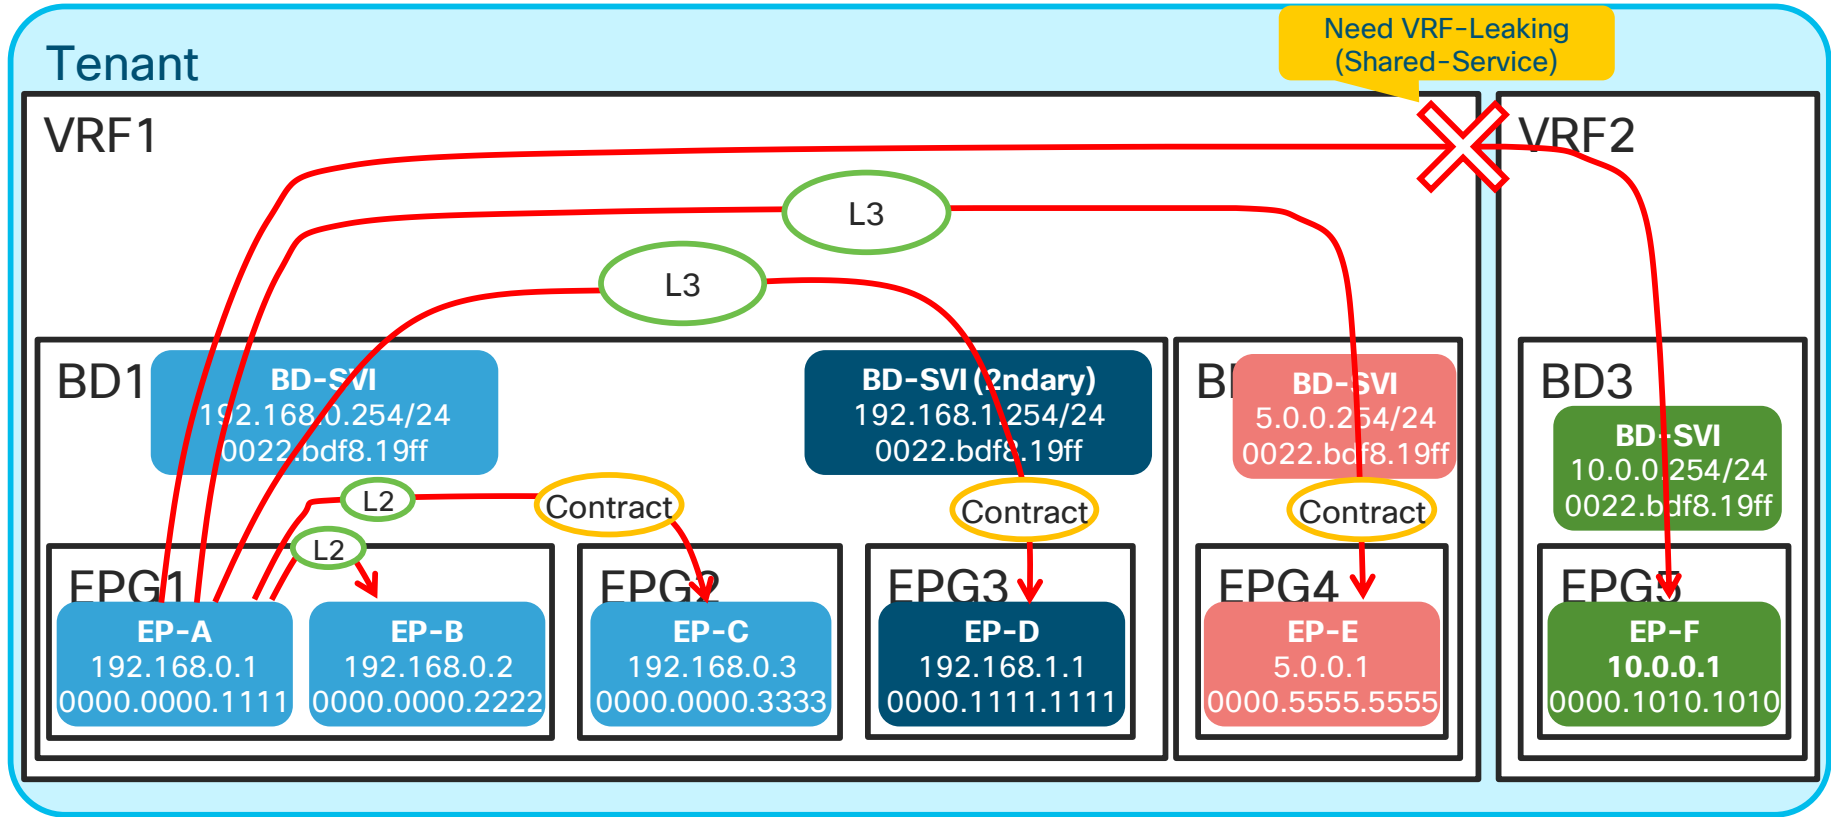 Need VRF-Leaking
(Shared-Service)
Tenant
VRF1
VRF2
L3
L3
BD1
BD-SVI
192.168.0.254/24
0022.bdf8.19ff
BD-SVI (2ndary)
192.168.1.254/24
0022.bdf8.19ff
BD-SVI
5.0.0.254/24
0022.bdf8.19ff
BD3
BD-SVI
10.0.0.254/24
0022.bdf8.19ff
L2
Contract
Contract
Contract
L2
EPG1
EPG2
EPG3
EPG4
EPG5
EP-A
192.168.0.1
0000.0000.1111
EP-B
192.168.0.2
0000.0000.2222
EP-C
192.168.0.3
0000.0000.3333
EP-D
192.168.1.1
0000.1111.1111
EP-E
5.0.0.1
0000.5555.5555
EP-F
10.0.0.1
0000.1010.1010